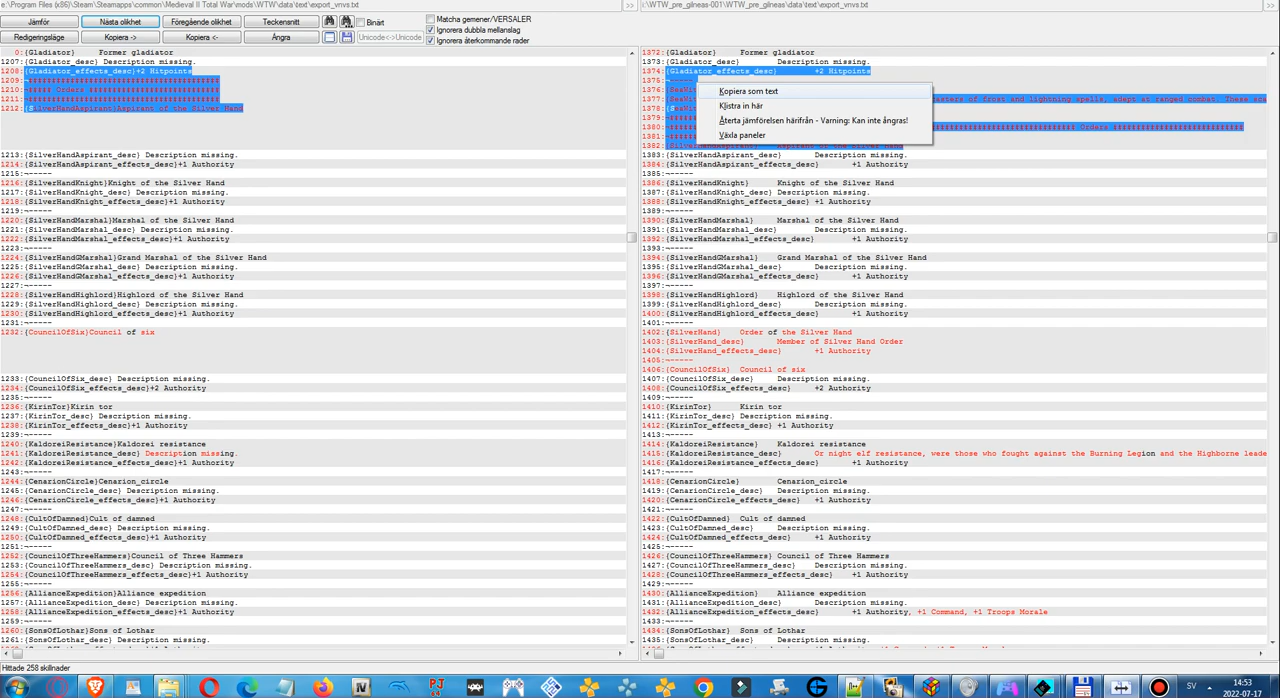 e:\Program Files (x86)\Steam\Steamapps\common\Medieval II Total War\mods\WTW\data\text\export_vnvs.txt
>>
i:\WTW_pre_gilneas-001\WTW_pre_gilneas\data\text\export_vnvs.txt
>>
Jämför
Nästa olikhet
Föregående olikhet
Teckensnitt
Binärt
Matcha gemener/VERSALER
Ignorera dubbla mellanslag
Ignorera återkommande rader
Redigeringsläge
Kopiera ->
Kopiera <-
Ångra
Unicode<->Unicode
0:{Gladiator} Former gladiator
1207:{Gladiator_desc} Description missing.
1208:{Gladiator_effects_desc}+2 Hitpoints
1209:
1210: Orders
1211:
1212:{SilverHandAspirant}Aspirant of the Silver Hand
1213:{SilverHandAspirant_desc} Description missing.
1214:{SilverHandAspirant_effects_desc}+1 Authority
1215:¬-----
1216:{SilverHandKnight}Knight of the Silver Hand
1217:{SilverHandKnight_desc} Description missing.
1218:{SilverHandKnight_effects_desc}+1 Authority
1219:¬-----
1220:{SilverHandMarshal}Marshal of the Silver Hand
1221:{SilverHandMarshal_desc} Description missing.
1222:{SilverHandMarshal_effects_desc}+1 Authority
1223:¬-----
1224:{SilverHandGMarshal}Grand Marshal of the Silver Hand
1225:{SilverHandGMarshal_desc} Description missing.
1226:{SilverHandGMarshal_effects_desc}+1 Authority
1227:¬-----
1228:{SilverHandHighlord}Highlord of the Silver Hand
1229:{SilverHandHighlord_desc} Description missing.
1230:{SilverHandHighlord_effects_desc}+1 Authority
1231:¬-----
1232:{CouncilOfSix}Council of six
1233:{CouncilOfSix_desc} Description missing.
1234:{CouncilOfSix_effects_desc}+2 Authority
1235:¬-----
1236:{KirinTor}Kirin tor
1237:{KirinTor_desc} Description missing.
1238:{KirinTor_effects_desc}+1 Authority
1239:¬-----
1240:{KaldoreiResistance}Kaldorei resistance
1241:{KaldoreiResistance_desc} Description missing.
1242:{KaldoreiResistance_effects_desc}+1 Authority
1243:¬-----
1244:{CenarionCircle}Cenarion_circle
1245:{CenarionCircle_desc} Description missing.
1246:{CenarionCircle_effects_desc}+1 Authority
1247:¬-----
1248:{CultOfDamned}Cult of damned
1249:{CultOfDamned_desc} Description missing.
1250:{CultOfDamned_effects_desc}+1 Authority
1251:¬-----
1252:{CouncilOfThreeHammers}Council of Three Hammers
1253:{CouncilOfThreeHammers_desc} Description missing.
1254:{CouncilOfThreeHammers_effects_desc}+1 Authority
1255:¬-----
1256:{AllianceExpedition}Alliance expedition
1257:{AllianceExpedition_desc} Description missing.
1258:{AllianceExpedition_effects_desc}+1 Authority
1259:¬-----
1260:{SonsOfLothar}Sons of Lothar
1261:{SonsOfLothar_desc} Description missing.
1372:{Gladiator} Former gladiator
1373:{Gladiator_desc} Description missing.
1374:{Gladiator_effects_desc} +2 Hitpoints
1375:¬-----
1376:{SeaWi
1377:{SeaWit asters of frost and lightning spells, adept at ranged combat. These sca
1378:{Se
1379:
1380: Orders
1381:
1382:{SilverHandAspirant} Aspirant of the Silver Hand
Kopiera som text
Klistra in här
Återta jämförelsen härifrån - Varning: Kan inte ångras!
Växla paneler
1383:{SilverHandAspirant_desc} Description missing.
1384:{SilverHandAspirant_effects_desc} +1 Authority
1385:¬-----
1386:{SilverHandKnight} Knight of the Silver Hand
1387:{SilverHandKnight_desc} Description missing.
1388:{SilverHandKnight_effects_desc} +1 Authority
1389:¬-----
1390:{SilverHandMarshal} Marshal of the Silver Hand
1391:{SilverHandMarshal_desc} Description missing.
1392:{SilverHandMarshal_effects_desc} +1 Authority
1393:¬-----
1394:{SilverHandGMarshal} Grand Marshal of the Silver Hand
1395:{SilverHandGMarshal_desc} Description missing.
1396:{SilverHandGMarshal_effects_desc} +1 Authority
1397:¬-----
1398:{SilverHandHighlord} Highlord of the Silver Hand
1399:{SilverHandHighlord_desc} Description missing.
1400:{SilverHandHighlord_effects_desc} +1 Authority
1401:¬-----
1402:{SilverHand} Order of the Silver Hand
1403:{SilverHand_desc} Member of Silver Hand Order
1404:{SilverHand_effects_desc} +1 Authority
1405:¬-----
1406:{CouncilOfSix} Council of six
1407:{CouncilOfSix_desc} Description missing.
1408:{CouncilOfSix_effects_desc} +2 Authority
1409:¬-----
1410:{KirinTor} Kirin tor
1411:{KirinTor_desc} Description missing.
1412:{KirinTor_effects_desc} +1 Authority
1413:¬-----
1414:{KaldoreiResistance} Kaldorei resistance
1415:{KaldoreiResistance_desc} Or night elf resistance, were those who fought against the Burning Legion and the Highborne leade
1416:{KaldoreiResistance_effects_desc} +1 Authority
1417:¬-----
1418:{CenarionCircle} Cenarion_circle
1419:{CenarionCircle_desc} Description missing.
1420:{CenarionCircle_effects_desc} +1 Authority
1421:¬-----
1422:{CultOfDamned} Cult of damned
1423:{CultOfDamned_desc} Description missing.
1424:{CultOfDamned_effects_desc} +1 Authority
1425:¬-----
1426:{CouncilOfThreeHammers} Council of Three Hammers
1427:{CouncilOfThreeHammers_desc} Description missing.
1428:{CouncilOfThreeHammers_effects_desc} +1 Authority
1429:¬-----
1430:{AllianceExpedition} Alliance expedition
1431:{AllianceExpedition_desc} Description missing.
1432:{AllianceExpedition_effects_desc} +1 Authority, +1 Command, +1 Troops Morale
1433:¬-----
1434:{SonsOfLothar} Sons of Lothar
1435:{SonsOfLothar_desc} Description missing.
Hittade 258 skillnader
SV
14:53
2022-07-17